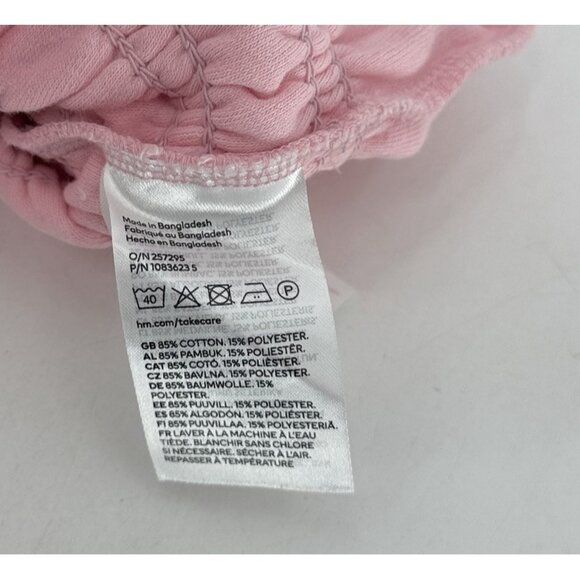 Made in Bangladesh
Fabriqué au Bangladesh
Hecho en Bangladesh
O/N 257295
P/N 1083623 5
40 P
hm.com/takecare
GB 85% COTTON. 15% POLYESTER.
AL 85% PAMBUK. 15% POLIESTËR.
CAT 85% COTÓ. 15% POLIÈSTER.
CZ 85% BAVLNA. 15% POLYESTER.
DE 85% BAUMWOLLE. 15%
POLYESTER.
EE 85% PUUVILL. 15% POLÜESTER.
ES 85% ALGODÓN. 15% POLIÉSTER.
FI 85% PUUVILLAA. 15% POLYESTERIÄ.
FR LAVER À LA MACHINE À L'EAU
TIÈDE. BLANCHIR SANS CHLORE
SI NÉCESSAIRE. SÉCHER À L'AIR.
REPASSER À TEMPÉRATURE